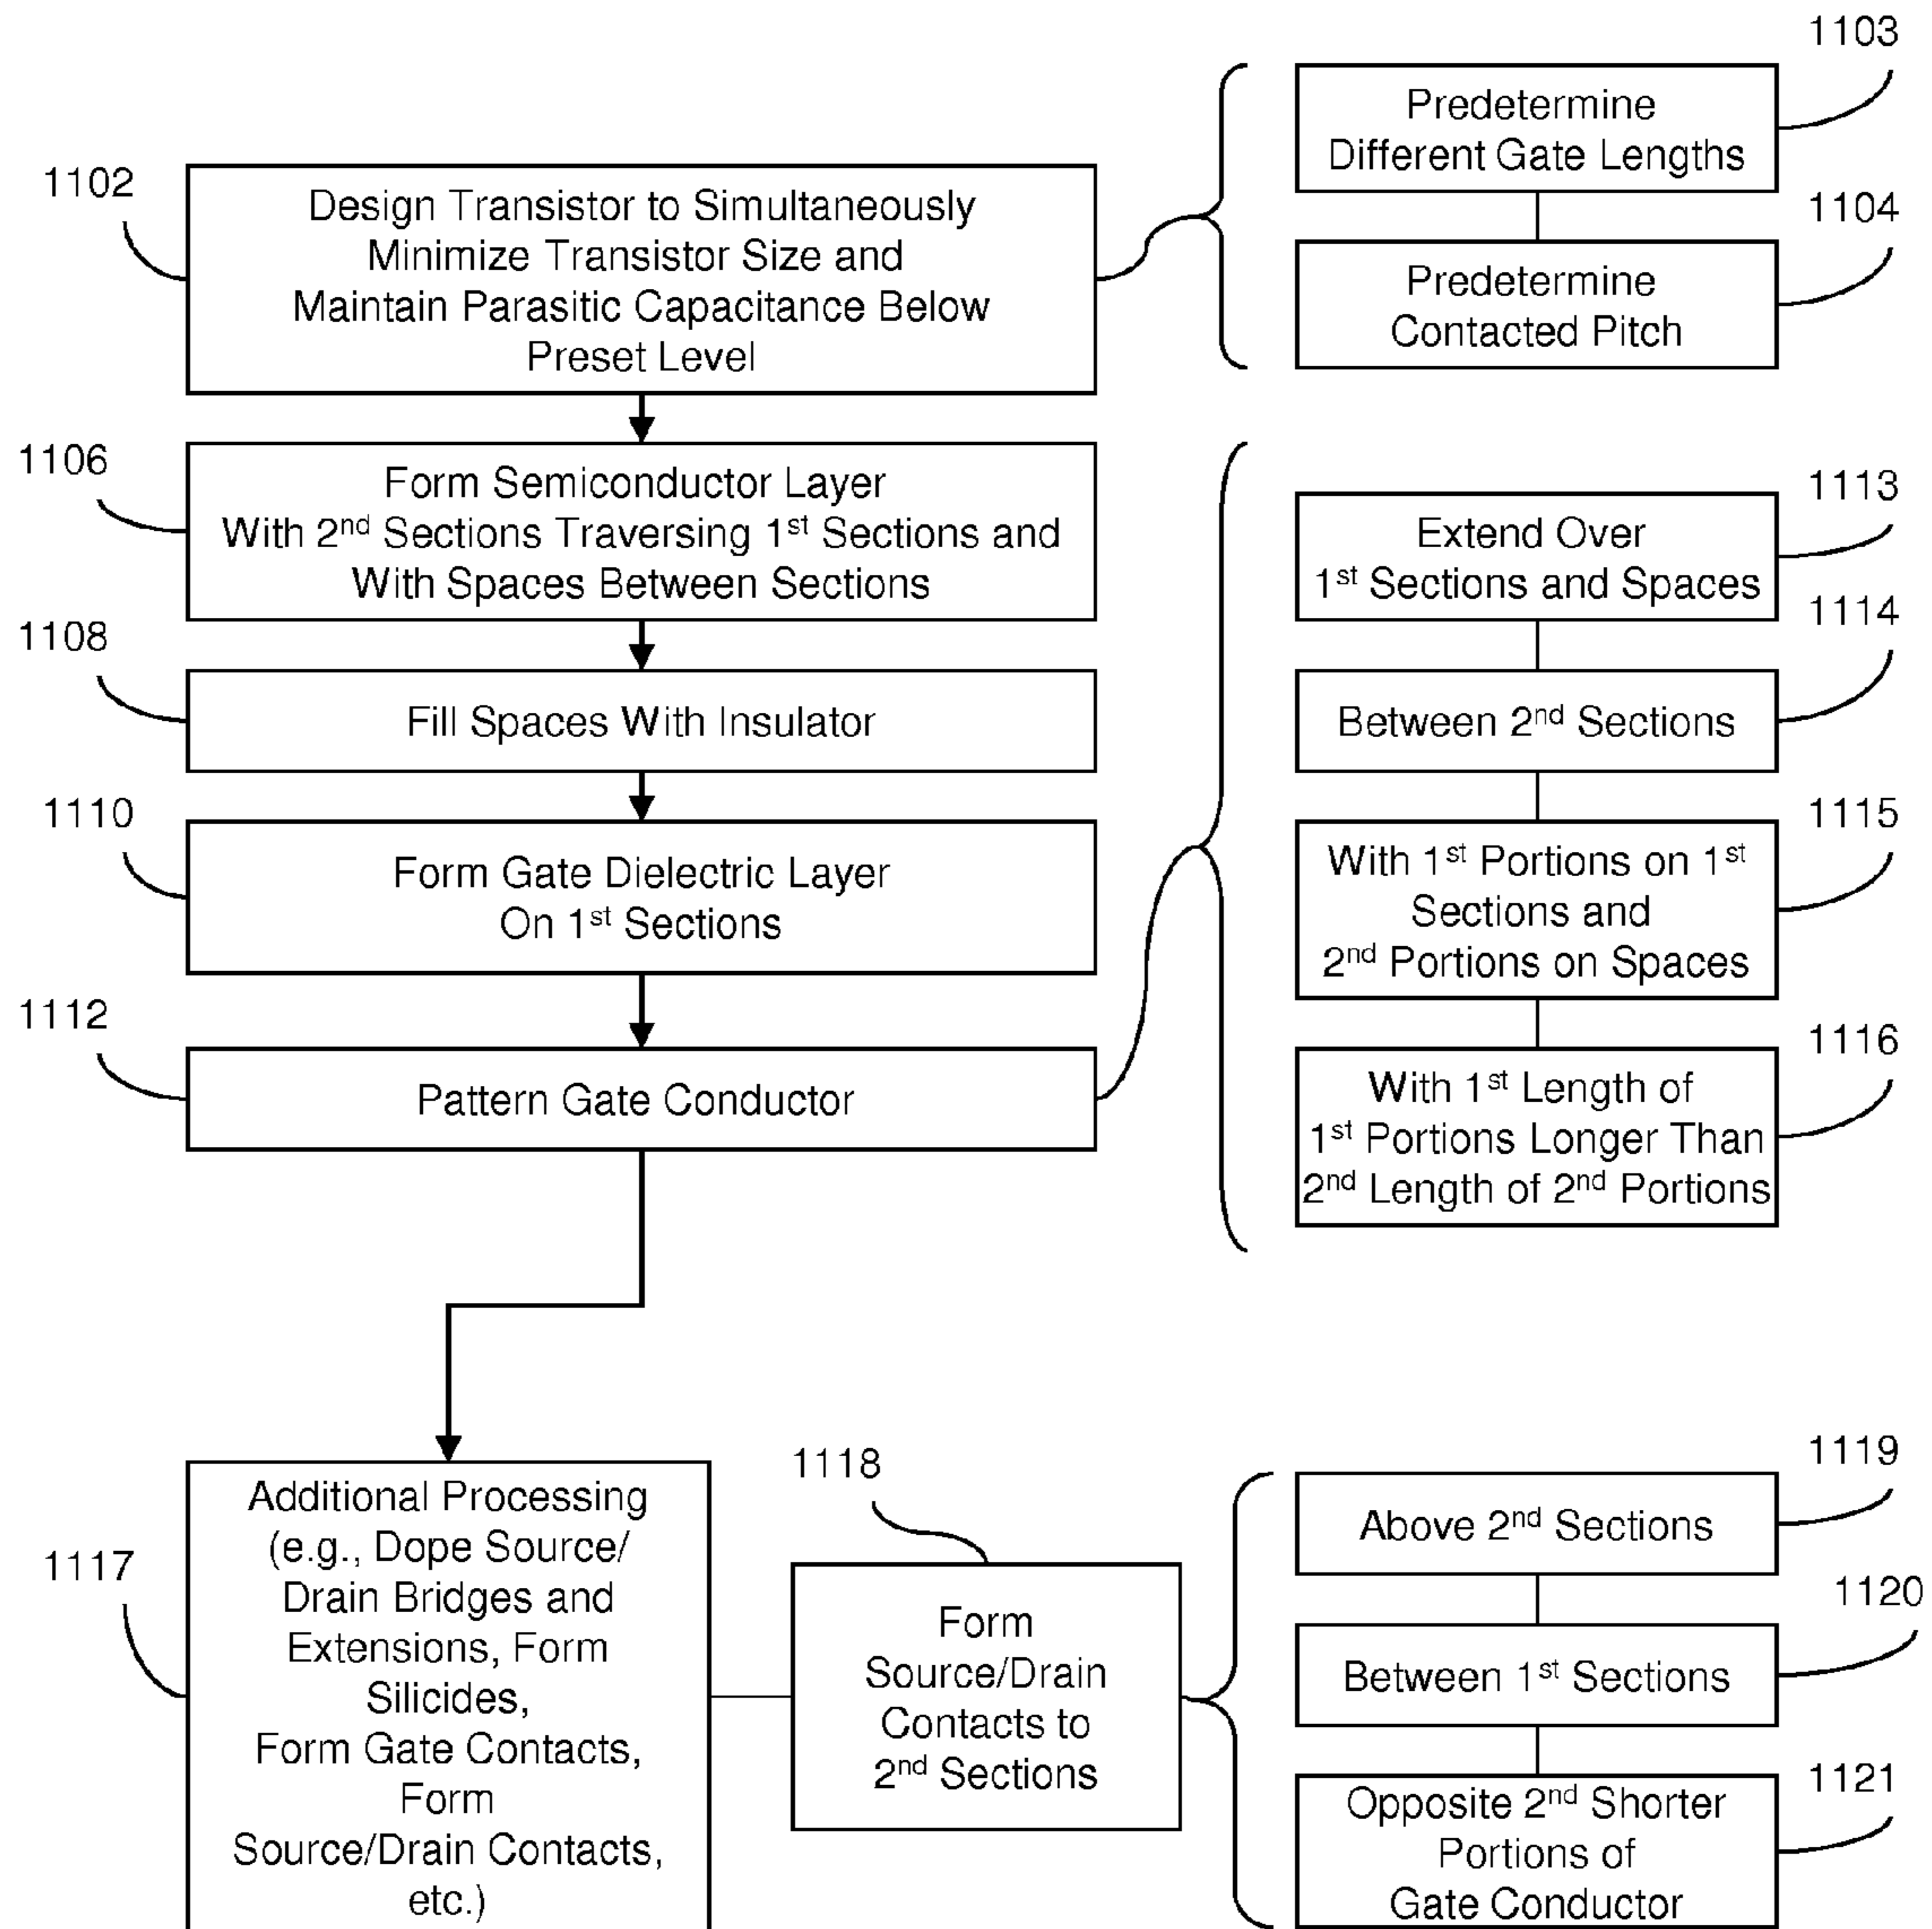 1103
Predetermine
Different Gate Lengths
1102
Design Transistor to Simultaneously
Minimize Transistor Size and
Maintain Parasitic Capacitance Below
Preset Level
1104
Predetermine
Contacted Pitch
1106
Form Semiconductor Layer
With 2nd Sections Traversing 1st Sections and
With Spaces Between Sections
1113
Extend Over
1st Sections and Spaces
1108
Fill Spaces With Insulator
1114
Between 2nd Sections
1110
Form Gate Dielectric Layer
On 1st Sections
1115
With 1st Portions on 1st
Sections and
2nd Portions on Spaces
1112
Pattern Gate Conductor
1116
With 1st Length of
1st Portions Longer Than
2nd Length of 2nd Portions
1117
Additional Processing
(e.g., Dope Source/
Drain Bridges and
Extensions, Form
Silicides,
Form Gate Contacts,
Form
Source/Drain Contacts,
etc.)
1118
Form
Source/Drain
Contacts to
2nd Sections
1119
Above 2nd Sections
1120
Between 1st Sections
1121
Opposite 2nd Shorter
Portions of
Gate Conductor